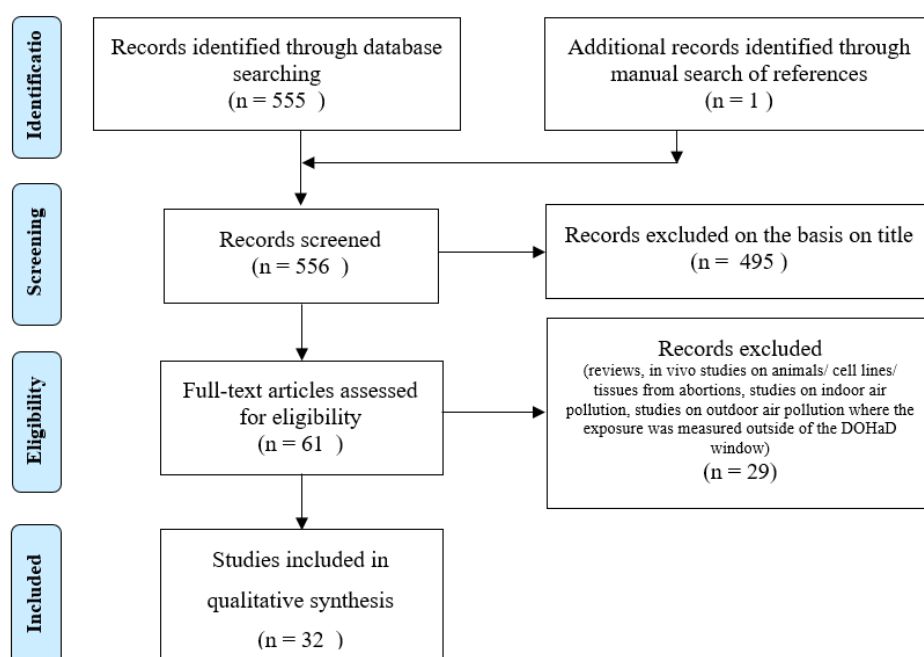 Identificatio
Records identified through database
searching
(n = 555 )
Additional records identified through
manual search of references
(n = 1 )
Screening
Records screened
(n = 556 )
Records excluded on the basis on title
(n = 495 )
Eligibility
Full-text articles assessed
for eligibility
(n = 61 )
Records excluded
(reviews, in vivo studies on animals/ cell lines/
tissues from abortions, studies on indoor air
pollution, studies on outdoor air pollution where the
exposure was measured outside of the DOHaD
window)
(n = 29)
Included
Studies included in
qualitative synthesis
(n = 32 )